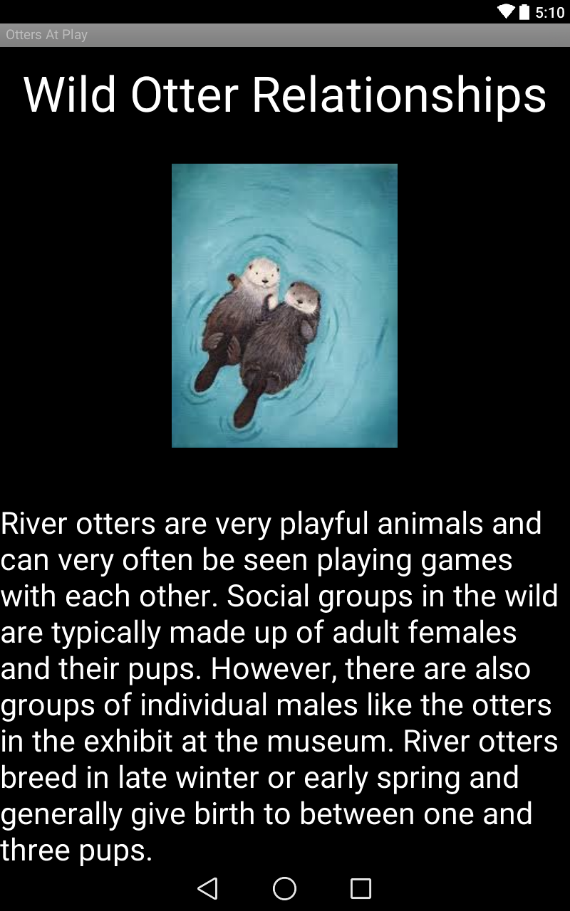 5:10
Otters At Play
Wild Otter Relationships
River otters are very playful animals and
can very often be seen playing games
with each other. Social groups in the wild
are typically made up of adult females
and their pups. However, there are also
groups of individual males like the otters
in the exhibit at the museum. River otters
breed in late winter or early spring and
generally give birth to between one and
three pups.